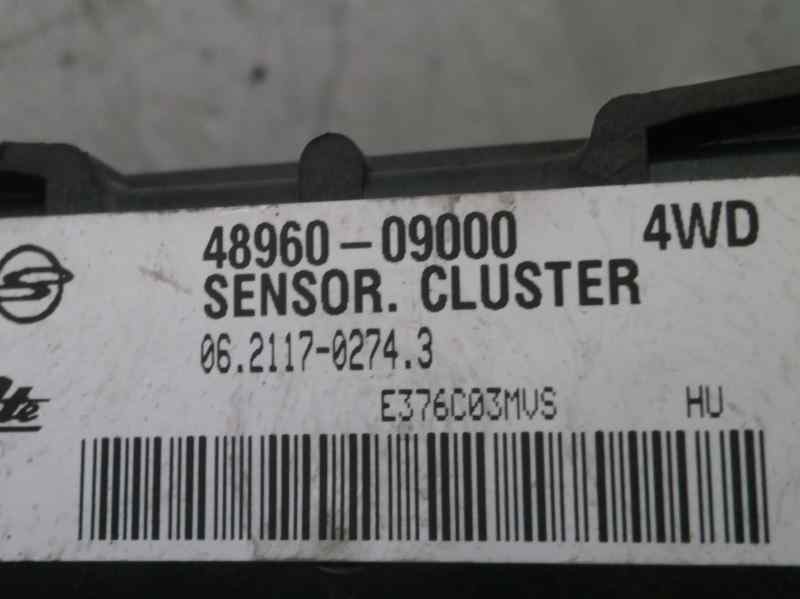 48960-09000 4WD
SENSOR. CLUSTER
06.2117-0274.3
E376C03MVS HU